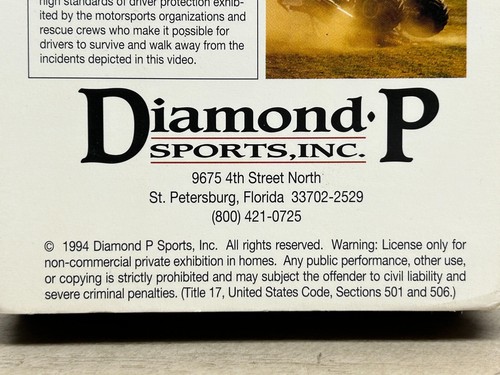 high standards of driver protection exhib-
ited by the motorsports organizations and
rescue crews who make it possible for
drivers to survive and walk away from the
incidents depicted in this video.
Diamond·P
SPORTS,INC.
9675 4th Street North
St. Petersburg, Florida 33702-2529
(800) 421-0725
© 1994 Diamond P Sports, Inc. All rights reserved. Warning: License only for
non-commercial private exhibition in homes. Any public performance, other use,
or copying is strictly prohibited and may subject the offender to civil liability and
severe criminal penalties. (Title 17, United States Code, Sections 501 and 506.)